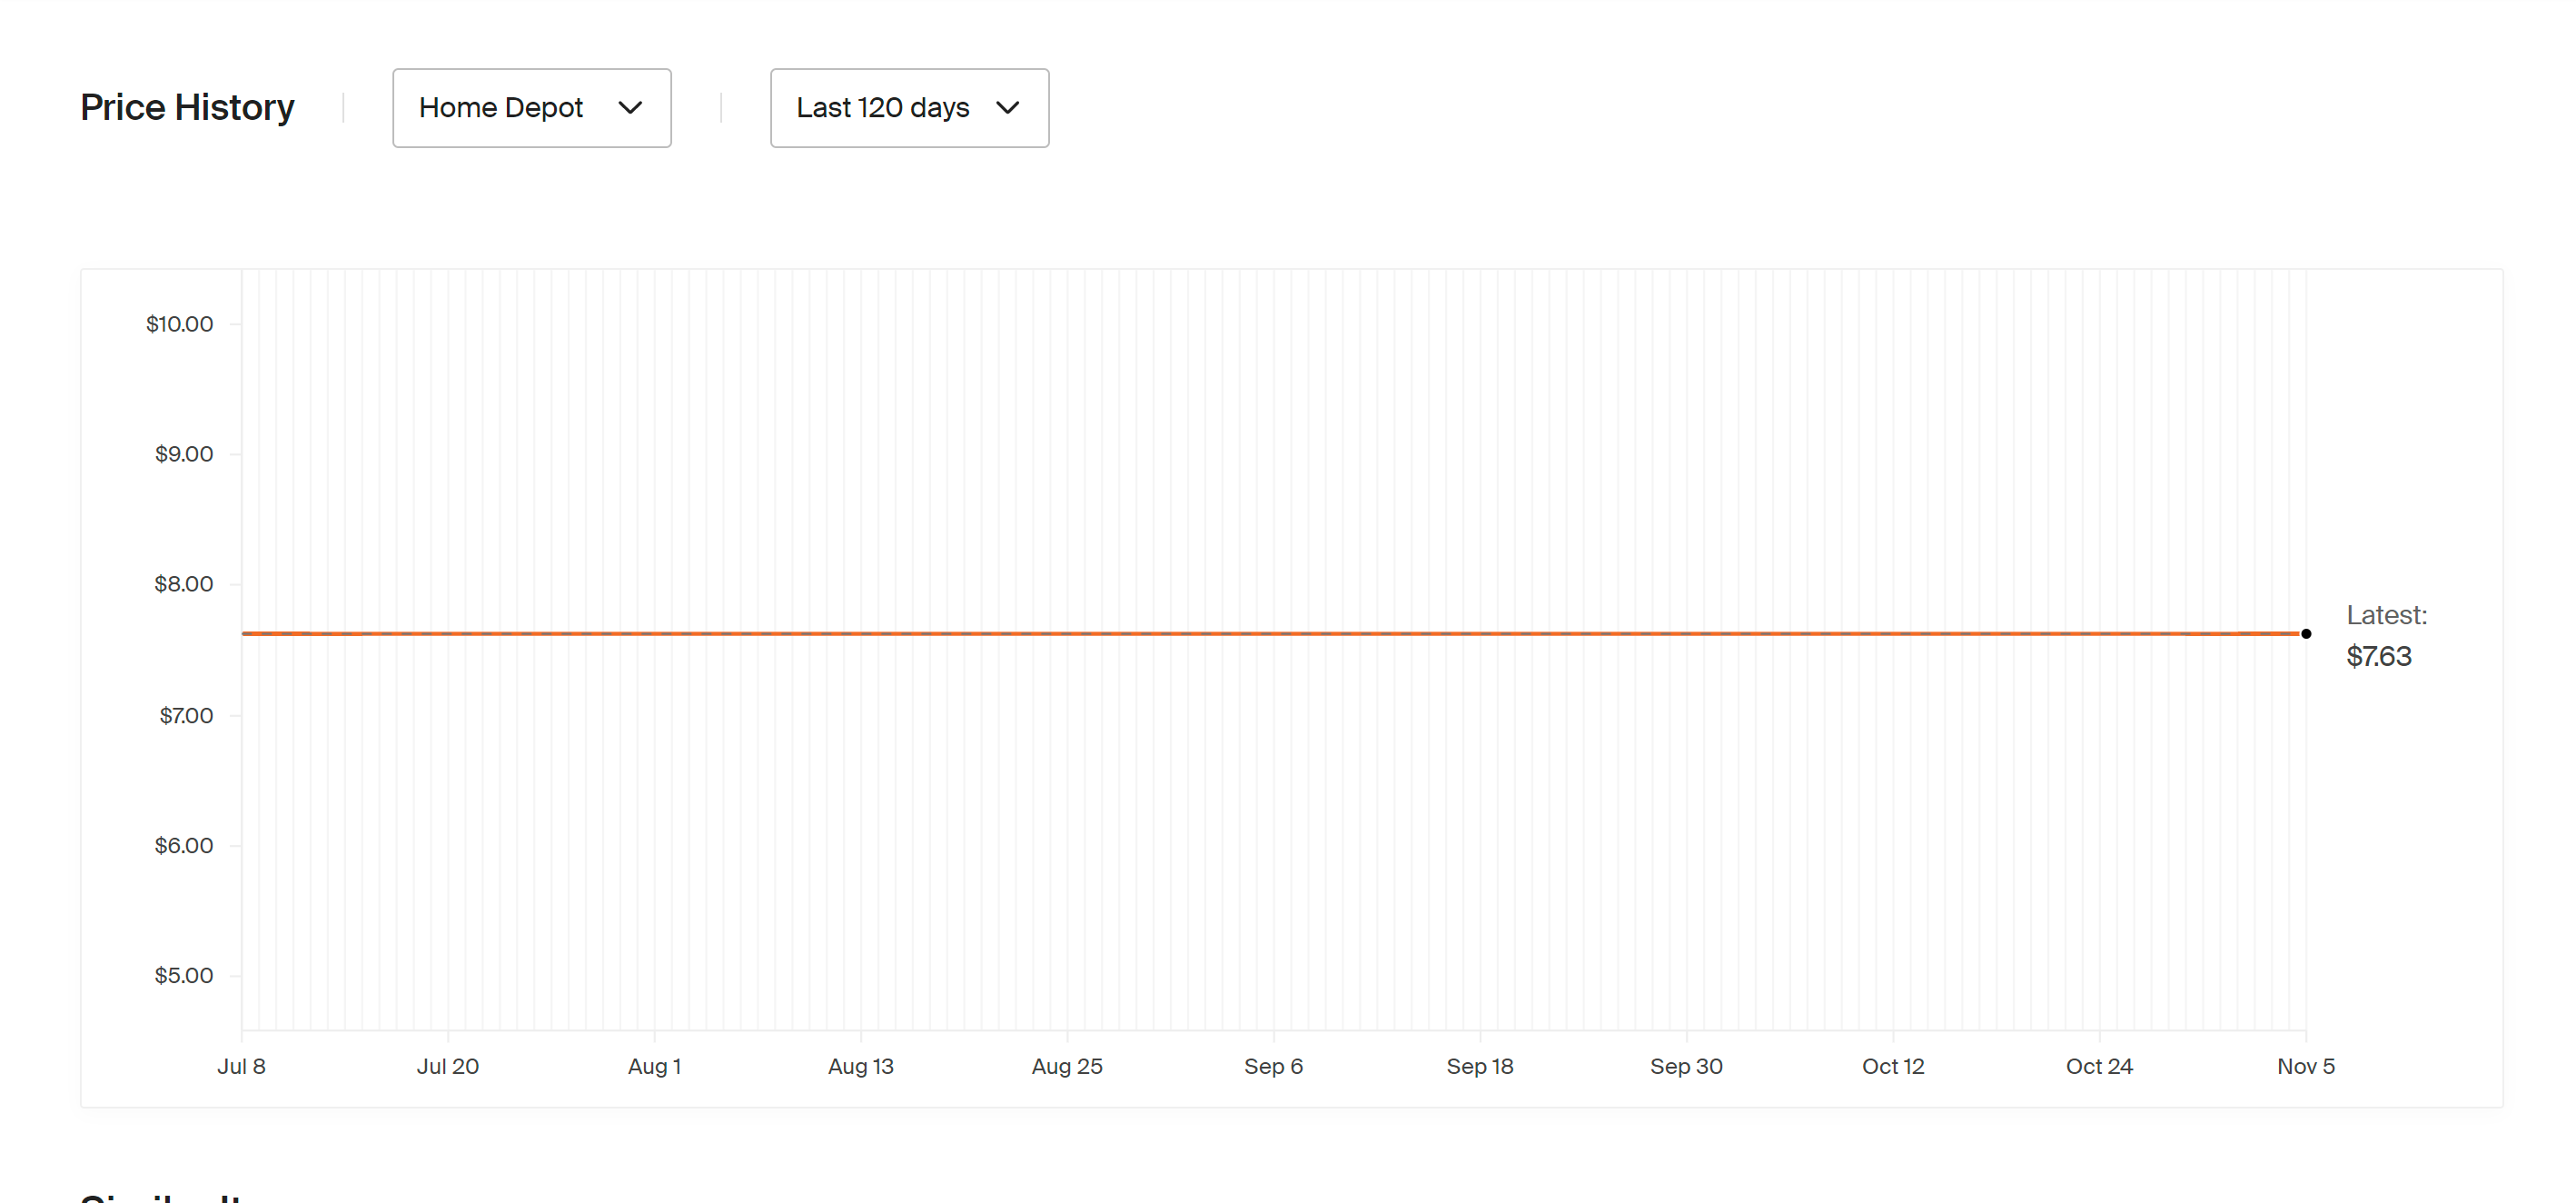 Price History
Home Depot
Last 120 days
$10.00
$9.00
$8.00
$7.00
$6.00
$5.00
Latest:
$7.63
Jul 8
Jul 20
Aug 1
Aug 13
Aug 25
Sep 6
Sep 18
Sep 30
Oct 12
Oct 24
Nov 5